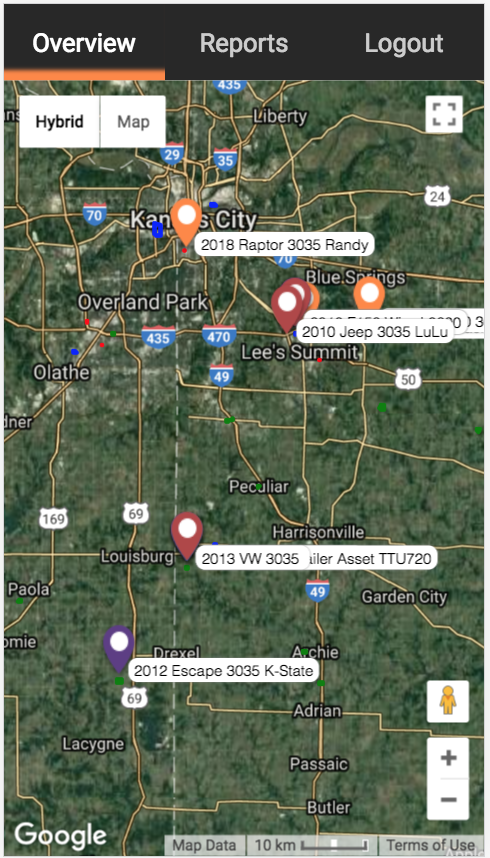 Overview Reports Logout
Hybrid Map
435
Liberty
29
35
24
70
Kansas City
2018 Raptor 3035 Randy
70
Blue Springs
Overland Park
2010 Jeep 3035 LuLu
435
470
Lee's Summit
Olathe
49
50
Peculiar
169
69
Harrisonville
Louisburg
2013 VW 3035
Asset TTU720
Paola
49
Garden City
Drexel
Archie
2012 Escape 3035 K-State
69
Adrian
Lacygne
Passaic
Butler
Google
Map Data 10 km Terms of Use